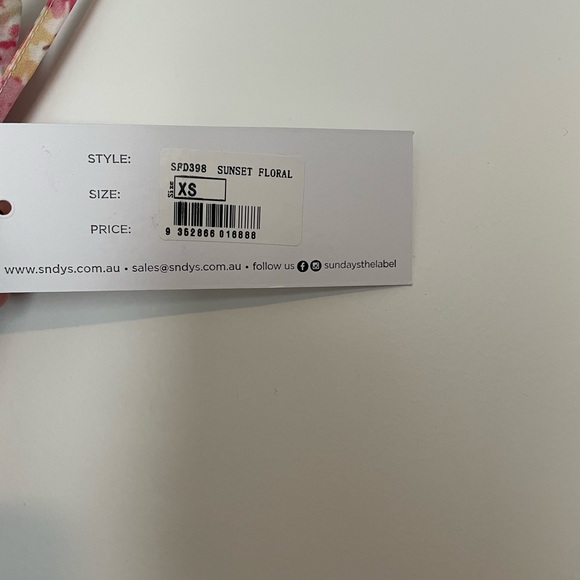 STYLE:
SFD398 SUNSET FLORAL
SIZE:
Size
XS
PRICE:
9 352866 016888
www.sndys.com.au • sales@sndys.com.au • follow us sundaysthelabel